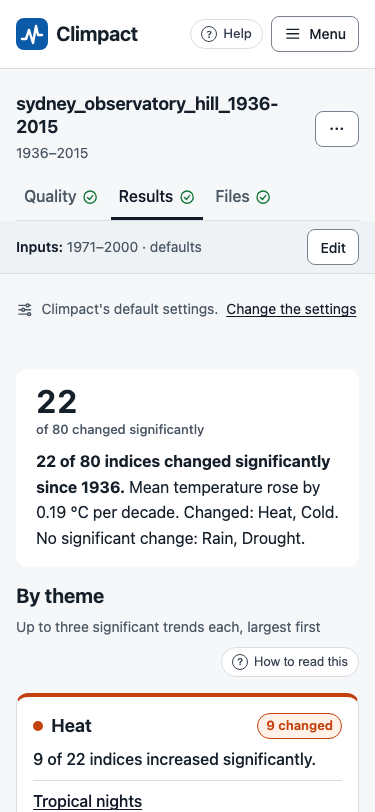 Climpact
Help
Menu
sydney_observatory_hill_1936-
2015
1936–2015
...
Quality
Results
Files
Inputs: 1971–2000 · defaults
Edit
Climpact's default settings. Change the settings
22
of 80 changed significantly
22 of 80 indices changed significantly
since 1936. Mean temperature rose by
0.19 °C per decade. Changed: Heat, Cold.
No significant change: Rain, Drought.
By theme
Up to three significant trends each, largest first
How to read this
Heat
9 changed
9 of 22 indices increased significantly.
Tropical nights